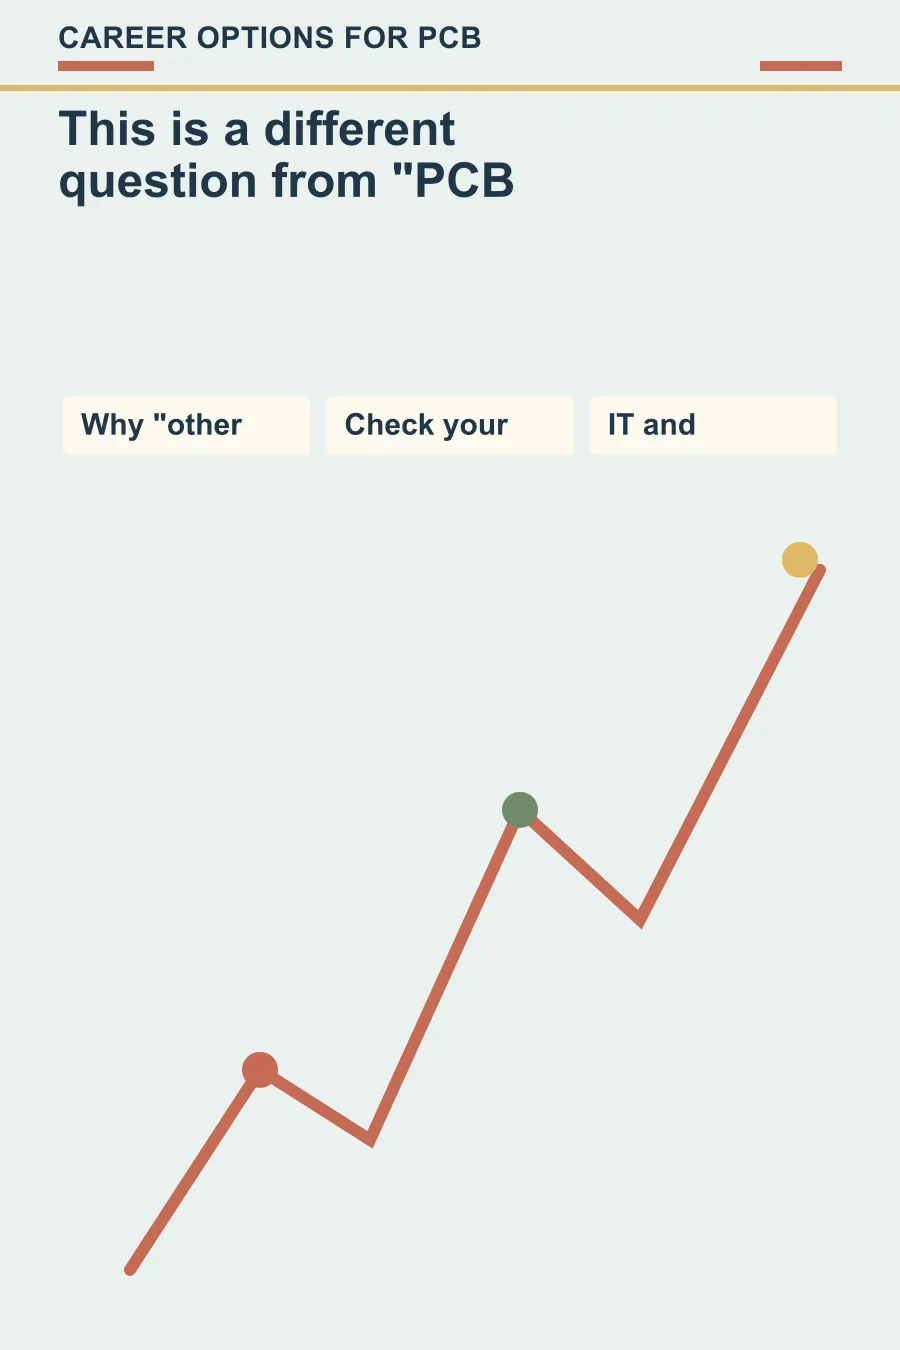 CAREER OPTIONS FOR PCB
This is a different
question from "PCB
Why "other
Check your
IT and